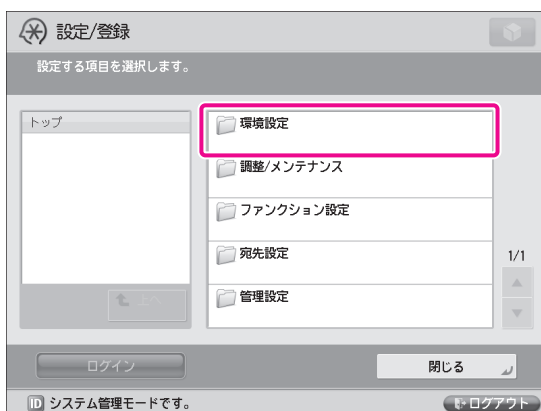 設定/登録
設定する項目を選択します。
トップ
環境設定
調整/メンテナンス
ファンクション設定
宛先設定
1/1
管理設定
上へ
ログイン
閉じる
ID システム管理モードです。
ログアウト